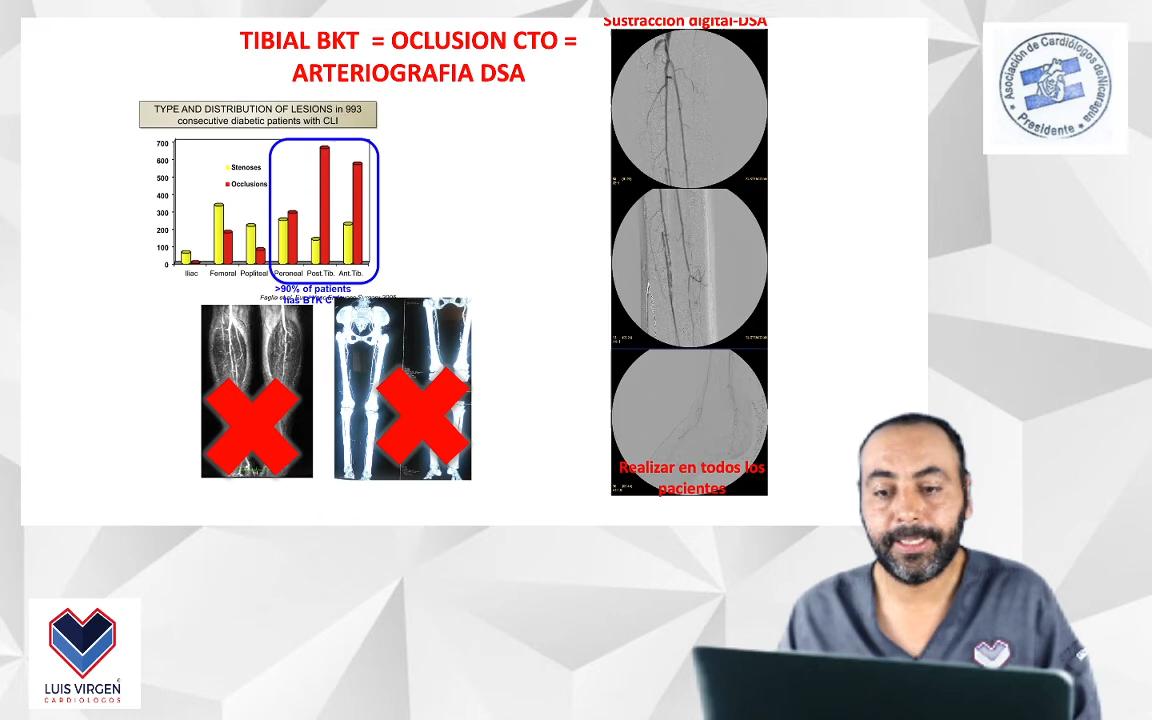 TIBIAL BKT = OCLUSION CTO =
ARTERIOGRAFIA DSA
TYPE AND DISTRIBUTION OF LESIONS in 993
consecutive diabetic patients with CLI
700
600
500
400
300
200
100
0
Stenoses
Occlusions
Iliac Femoral Popliteal Peroneal Post.Tib. Ant.Tib.
>90% of patients
has BTK
Sustracción digital-DSA
Realizar en todos los
pacientes
Asociación de Cardiólogos de Nicaragua
Presidente
LUIS VIRGEN
CARDIOLOGOS